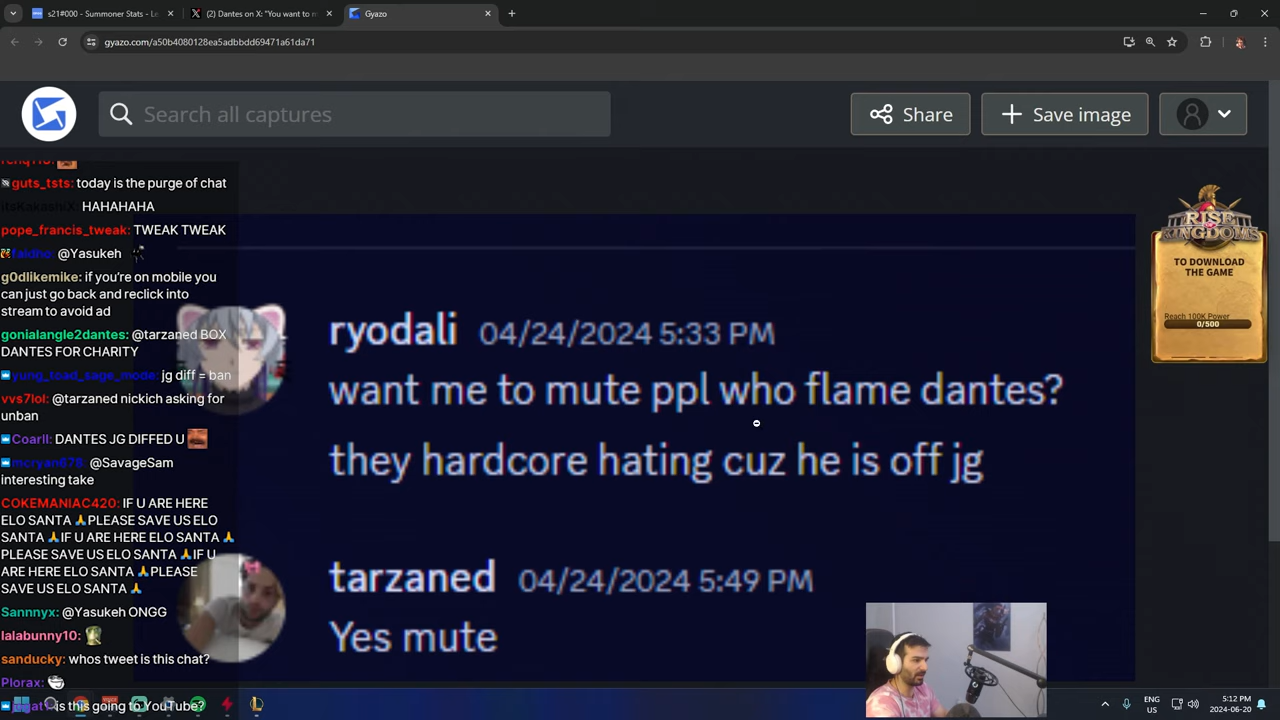 s21#000 - Summoner Stats - Le
(2) Dantes on X: "You want to m
Gyazo
gyazo.com/a50b4080128ea5adbbdd69471a61da71
Search all captures
Share
Save image
guts_tsts: today is the purge of chat
itsKakashiX: HAHAHAHA
pope_francis_tweak: TWEAK TWEAK
faidho: @Yasukeh
g0dlikemike: if you're on mobile you
can just go back and reclick into
stream to avoid ad
gonialangle2dantes: @tarzaned BOX
DANTES FOR CHARITY
yung_toad_sage_mode: jg diff = ban
vvs7lol: @tarzaned nickich asking for
unban
Coarll: DANTES JG DIFFED U
mcryan678: @SavageSam
interesting take
COKEMANIAC420: IF U ARE HERE
ELO SANTA 🙏PLEASE SAVE US ELO
SANTA 🙏IF U ARE HERE ELO SANTA 🙏
PLEASE SAVE US ELO SANTA 🙏IF U
ARE HERE ELO SANTA 🙏PLEASE
SAVE US ELO SANTA 🙏
Sannnyx: @Yasukeh ONGG
lalabunny10:
sanducky: whos tweet is this chat?
Plorax:
is this going to YouTube?
ryodali 04/24/2024 5:33 PM
want me to mute ppl who flame dantes?
they hardcore hating cuz he is off jg
tarzaned 04/24/2024 5:49 PM
Yes mute
RISE
KINGDOMS
TO DOWNLOAD
THE GAME
Reach 100K Power
0/500
ENG
US
5:12 PM
2024-06-20